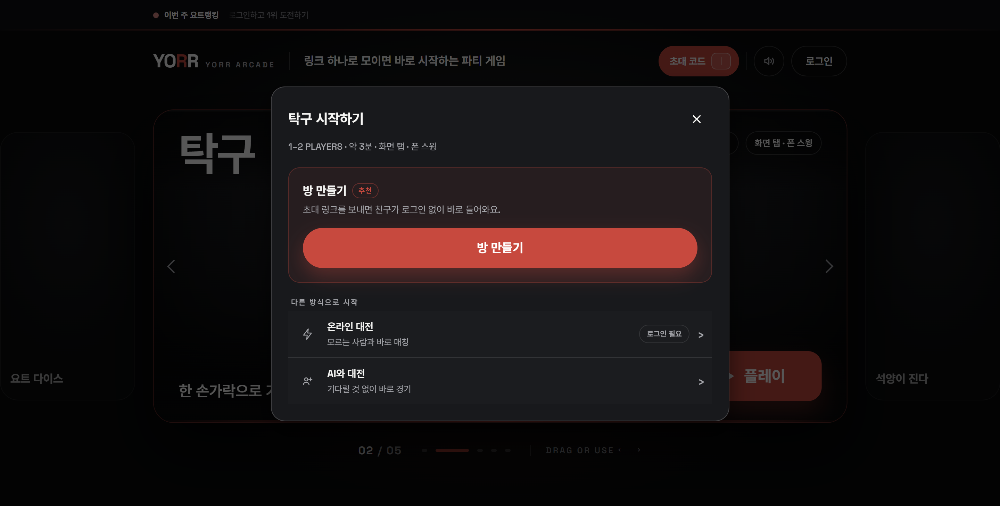 이번 주 요트랭킹 로그인하고 1위 도전하기
YORR YORR ARCADE 링크 하나로 모이면 바로 시작하는 파티 게임 초대 코드 로그인
탁구 시작하기
1–2 PLAYERS · 약 3분 · 화면 탭 · 폰 스윙
탁구
화면 탭 · 폰 스윙
방 만들기 추천
초대 링크를 보내면 친구가 로그인 없이 바로 들어와요.
방 만들기
다른 방식으로 시작
온라인 대전
모르는 사람과 바로 매칭
로그인 필요 >
AI와 대전
기다릴 것 없이 바로 경기
>
요트 다이스
한 손가락으로
플레이
석양이 진다
02 / 05 DRAG OR USE ← →